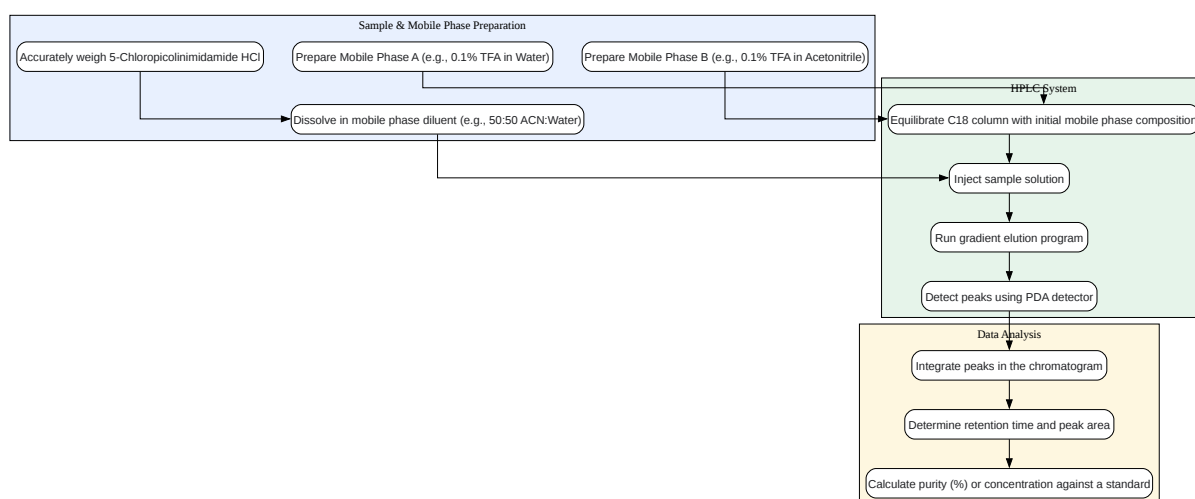 Sample & Mobile Phase Preparation
Accurately weigh 5-Chloropicolinimidamide HCl
Prepare Mobile Phase A (e.g., 0.1% TFA in Water)
Prepare Mobile Phase B (e.g., 0.1% TFA in Acetonitrile)
Dissolve in mobile phase diluent (e.g., 50:50 ACN:Water)
HPLC System
Equilibrate C18 column with initial mobile phase composition
Inject sample solution
Run gradient elution program
Detect peaks using PDA detector
Data Analysis
Integrate peaks in the chromatogram
Determine retention time and peak area
Calculate purity (%) or concentration against a standard